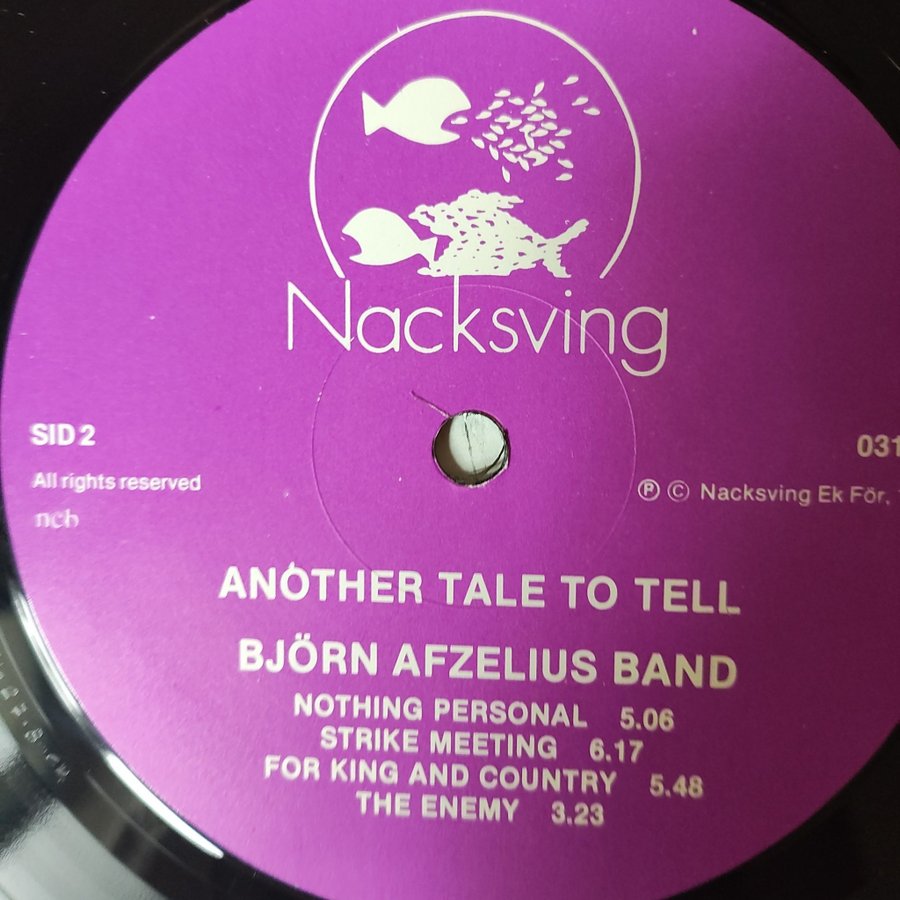 Nacksving
SID 2
031
All rights reserved
Ⓟ © Nacksving Ek För.
ncb
ANOTHER TALE TO TELL
BJÖRN AFZELIUS BAND
NOTHING PERSONAL 5.06
STRIKE MEETING 6.17
FOR KING AND COUNTRY 5.48
THE ENEMY 3.23